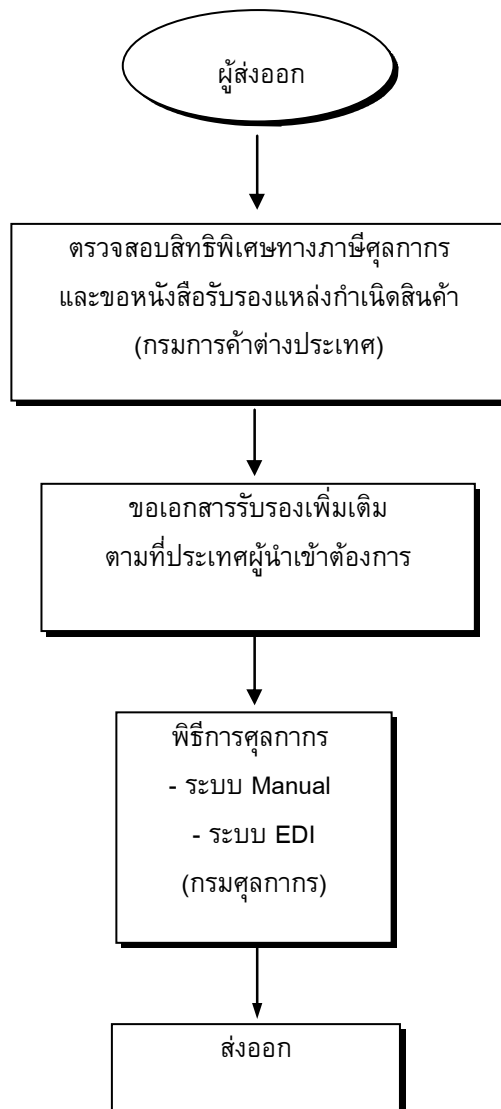 ผู้ส่งออก
ตรวจสอบสิทธิพิเศษทางภาษีศุลกากร
และขอหนังสือรับรองแหล่งกำเนิดสินค้า
(กรมการค้าต่างประเทศ)
ขอเอกสารรับรองเพิ่มเติม
ตามที่ประเทศผู้นำเข้าต้องการ
พิธีการศุลกากร
- ระบบ Manual
- ระบบ EDI
(กรมศุลกากร)
ส่งออก